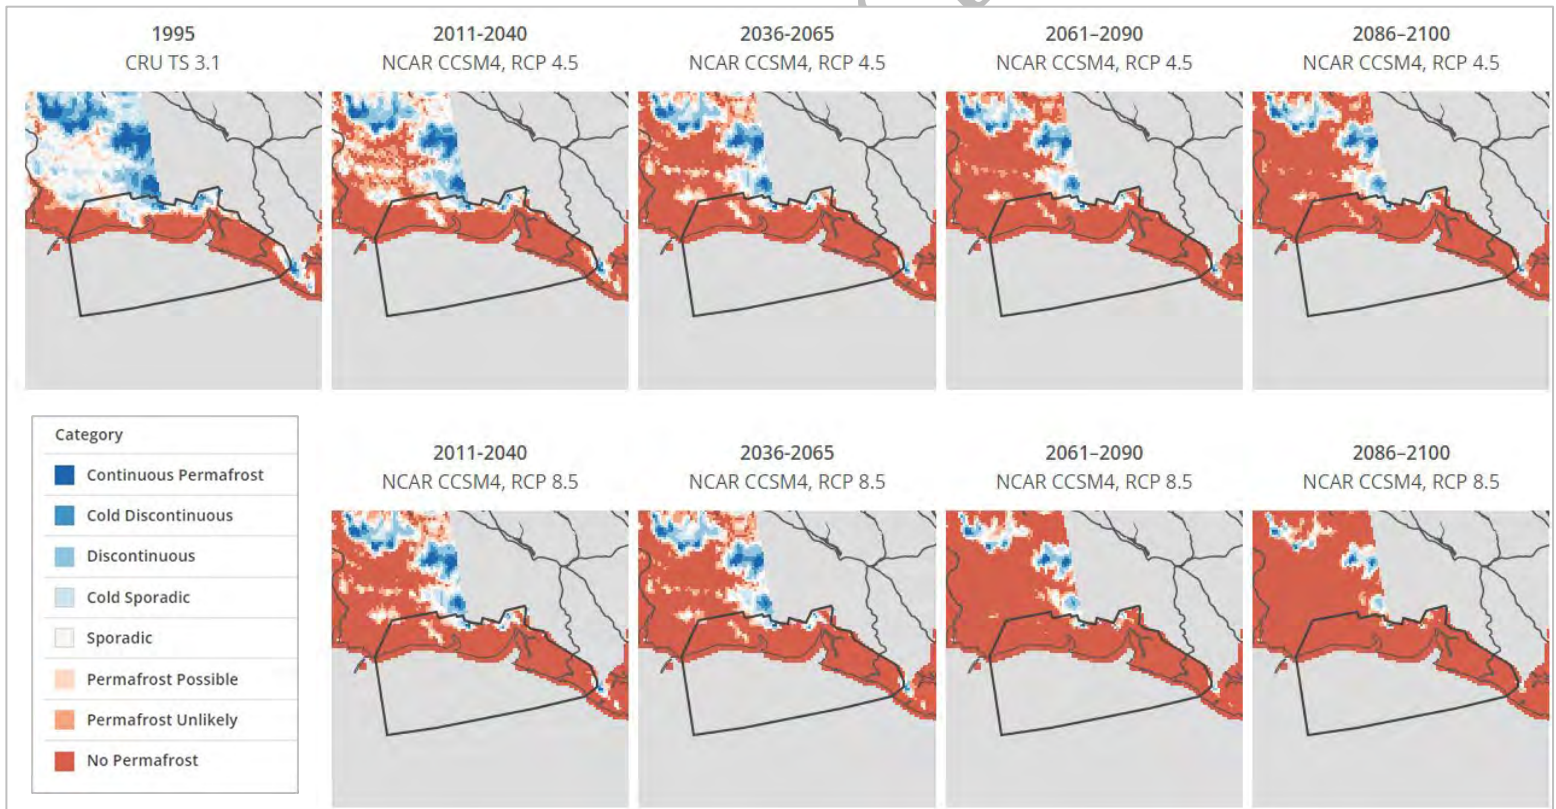 1995
CRU TS 3.1
2011-2040
NCAR CCSM4, RCP 4.5
2036-2065
NCAR CCSM4, RCP 4.5
2061–2090
NCAR CCSM4, RCP 4.5
2086–2100
NCAR CCSM4, RCP 4.5
Category
Continuous Permafrost
Cold Discontinuous
Discontinuous
Cold Sporadic
Sporadic
Permafrost Possible
Permafrost Unlikely
No Permafrost
2011-2040
NCAR CCSM4, RCP 8.5
2036-2065
NCAR CCSM4, RCP 8.5
2061–2090
NCAR CCSM4, RCP 8.5
2086–2100
NCAR CCSM4, RCP 8.5